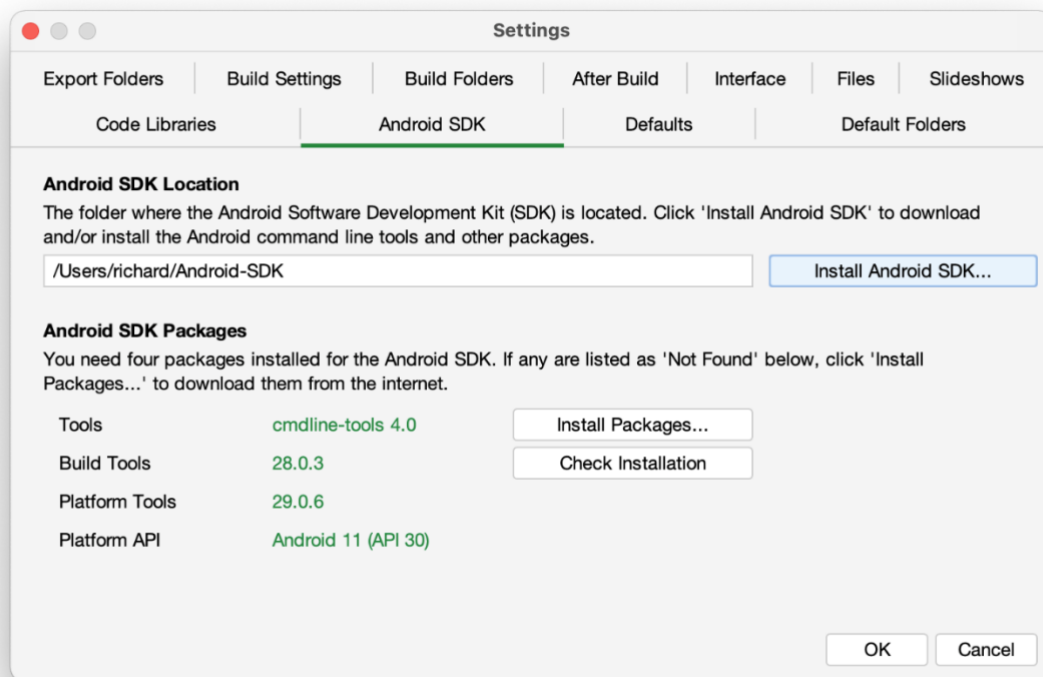 Settings
Export Folders Build Settings Build Folders After Build Interface Files Slideshows
Code Libraries Android SDK Defaults Default Folders
Android SDK Location
The folder where the Android Software Development Kit (SDK) is located. Click 'Install Android SDK' to download
and/or install the Android command line tools and other packages.
/Users/richard/Android-SDK Install Android SDK...
Android SDK Packages
You need four packages installed for the Android SDK. If any are listed as 'Not Found' below, click 'Install
Packages...' to download them from the internet.
Tools cmdline-tools 4.0 Install Packages...
Build Tools 28.0.3 Check Installation
Platform Tools 29.0.6
Platform API Android 11 (API 30)
OK Cancel